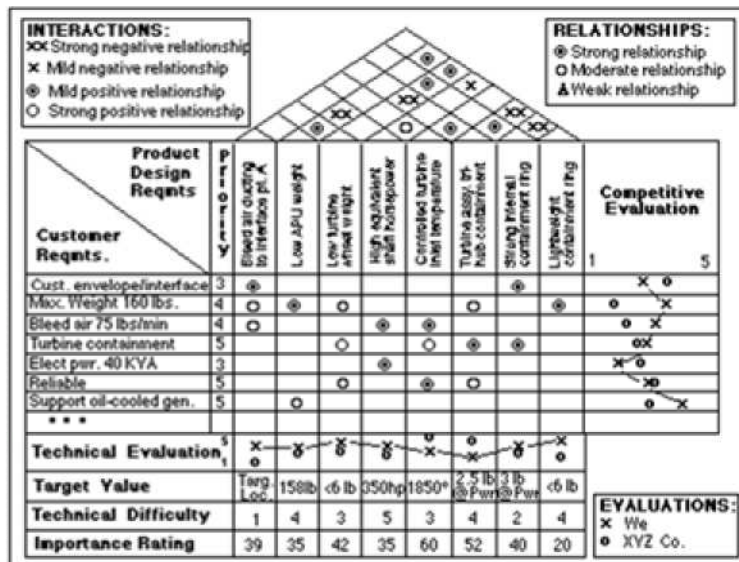 INTERACTIONS:
XX Strong negative relationship
X Mild negative relationship
Mild positive relationship
Strong positive relationship
RELATIONSHIPS:
Strong relationship
Moderate relationship
Weak relationship
Product
Design
Reqmts
Customer
Reqmts.
Priority
Bleed air ducting
to interface pt. A
Low APU weight
Low turbine
wheel weight
High equivalent
shaft horsepower
Controlled turbine
inlet temperature
Turbine assy. tri-
hub containment
Strong internal
containment ring
Lightweight
containment ring
Competitive
Evaluation
1 5
Cust. envelope/interface 3
Max. Weight 160 lbs. 4
Bleed air 75 lbs/min 4
Turbine containment 5
Elect pwr. 40 KYA 3
Reliable 5
Support oil-cooled gen. 5
• • •
Technical Evaluation 5 1
Target Value Targ. Loc. 158lb <6 lb 350hp 1850° 2.5 lb @Pwr 3 lb @Pwr <6 lb
Technical Difficulty 1 4 3 5 3 4 2 4
Importance Rating 39 35 42 35 60 52 40 20
EVALUATIONS:
X We
o XYZ Co.